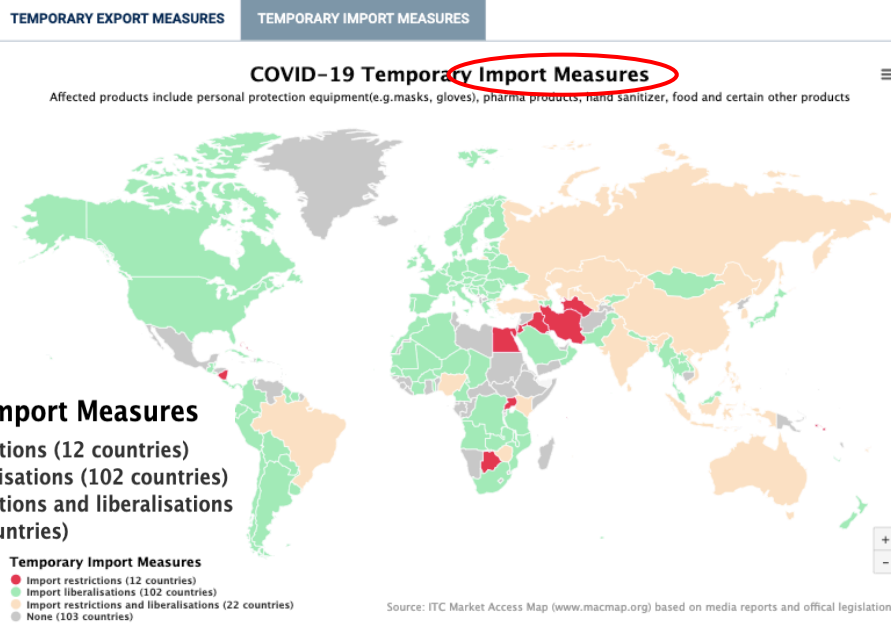 TEMPORARY EXPORT MEASURES
TEMPORARY IMPORT MEASURES
COVID-19 Temporary Import Measures
Affected products include personal protection equipment(e.g.masks, gloves), pharma products, hand sanitizer, food and certain other products
mport Measures
tions (12 countries)
isations (102 countries)
tions and liberalisations
untries)
Temporary Import Measures
Import restrictions (12 countries)
Import liberalisations (102 countries)
Import restrictions and liberalisations (22 countries)
None (103 countries)
Source: ITC Market Access Map (www.macmap.org) based on media reports and offical legislation
+
-